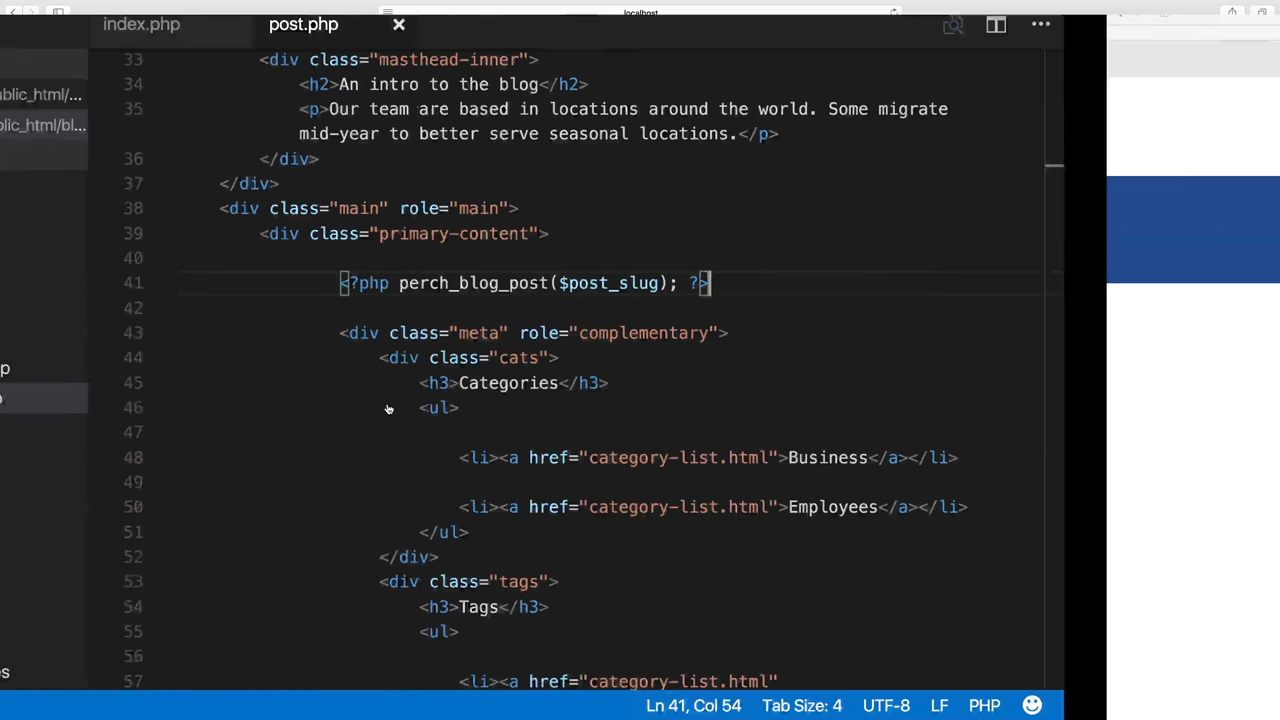 localhost
index.php
post.php
ublic_html/...
blic_html/bl...
p
es
33 <div class="masthead-inner">
34 <h2>An intro to the blog</h2>
35 <p>Our team are based in locations around the world. Some migrate
mid-year to better serve seasonal locations.</p>
36 </div>
37 </div>
38 <div class="main" role="main">
39 <div class="primary-content">
40
41 <?php perch_blog_post($post_slug); ?>
42
43 <div class="meta" role="complementary">
44 <div class="cats">
45 <h3>Categories</h3>
46 <ul>
47
48 <li><a href="category-list.html">Business</a></li>
49
50 <li><a href="category-list.html">Employees</a></li>
51 </ul>
52 </div>
53 <div class="tags">
54 <h3>Tags</h3>
55 <ul>
56
57 <li><a href="category-list.html"
Ln 41, Col 54 Tab Size: 4 UTF-8 LF PHP